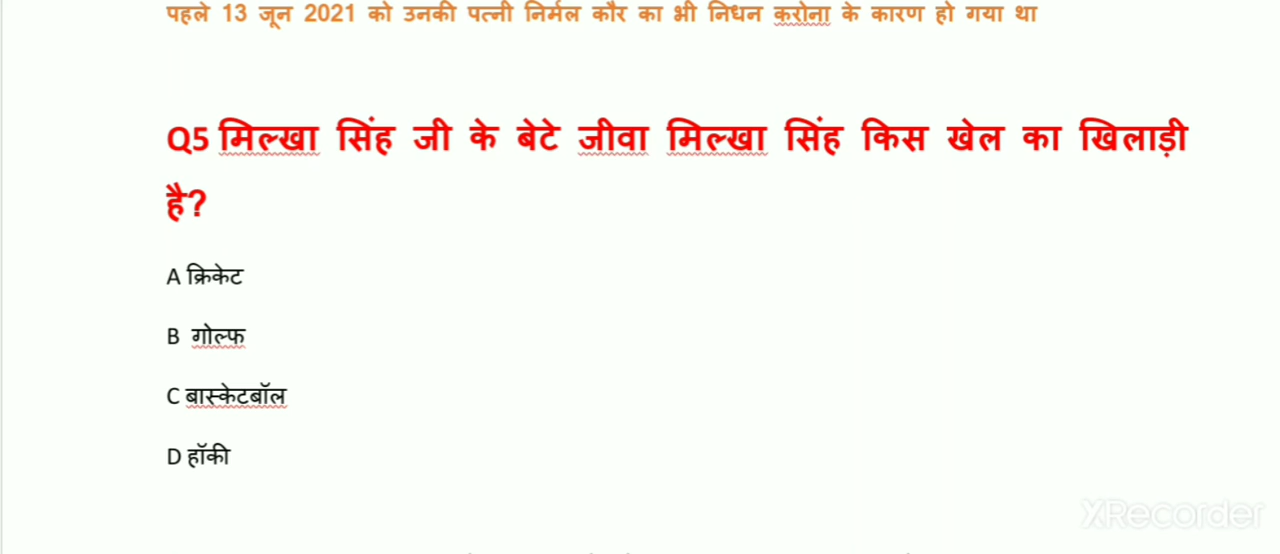 पहले 13 जून 2021 को उनकी पत्नी निर्मल कौर का भी निधन करोना के कारण हो गया था
Q5 मिल्खा सिंह जी के बेटे जीवा मिल्खा सिंह किस खेल का खिलाड़ी
है?
A क्रिकेट
B गोल्फ
C बास्केटबॉल
D हॉकी
XRecorder